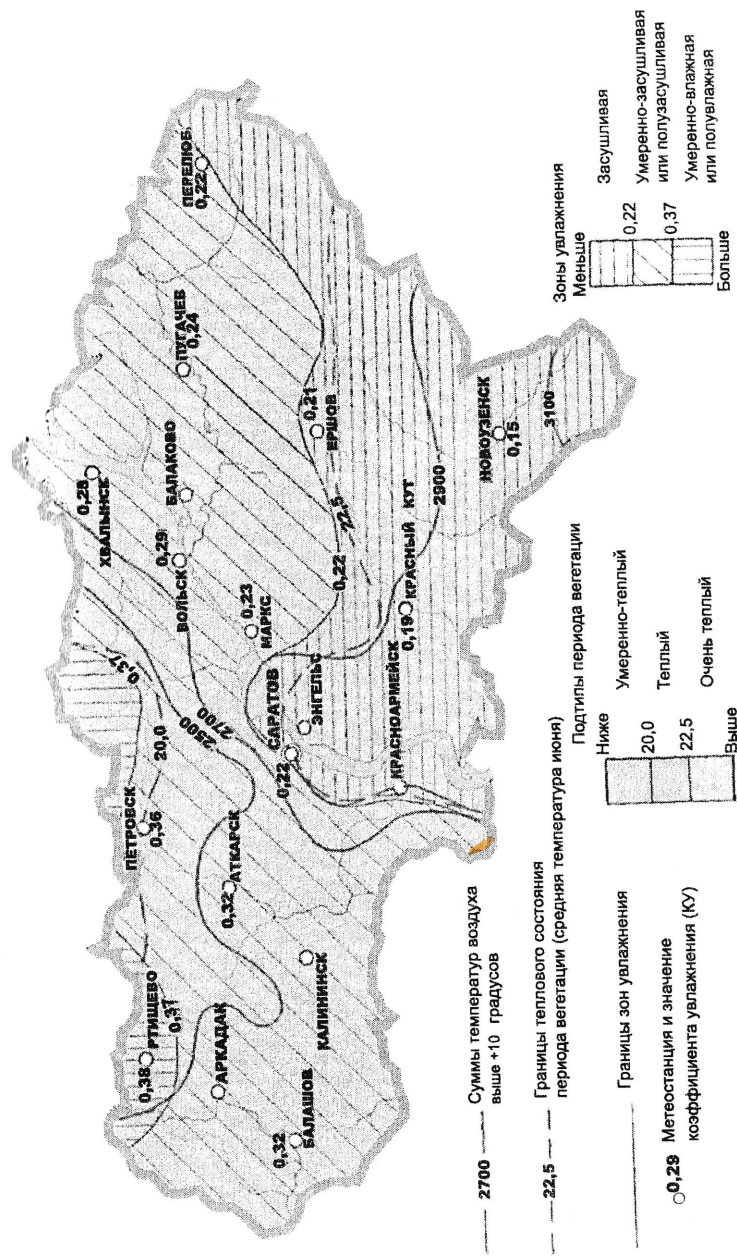 РТИЩЕВО
0,38
0,37
АРКАДАК
БАЛАШОВ
0,32
КАЛИНИНСК
ПЕТРОВСК
0,36
20,0
0,37
АТКАРСК
0,32
2500
2700
САРАТОВ
0,22
ЭНГЕЛЬС
КРАСНОАРМЕЙСК
ХВАЛЫНСК
0,28
ВОЛЬСК
0,29
БАЛАКОВО
МАРКС
0,23
ПУГАЧЕВ
0,24
ПЕРЕЛЮБ
0,22
ЕРШОВ
0,21
0,22
22,5
КРАСНЫЙ КУТ
0,19
2900
НОВОУЗЕНСК
0,15
3100
2700
Суммы температур воздуха
выше +10 градусов
22,5
Границы теплового состояния
периода вегетации (средняя температура июня)
Границы зон увлажнения
0,29
Метеостанция и значение
коэффициента увлажнения (КУ)
Подтипы периода вегетации
Ниже
Умеренно-теплый
20,0
Теплый
22,5
Очень теплый
Выше
Зоны увлажнения
Меньше
Засушливая
0,22
Умеренно-засушливая
или полузасушливая
0,37
Умеренно-влажная
или полувлажная
Больше